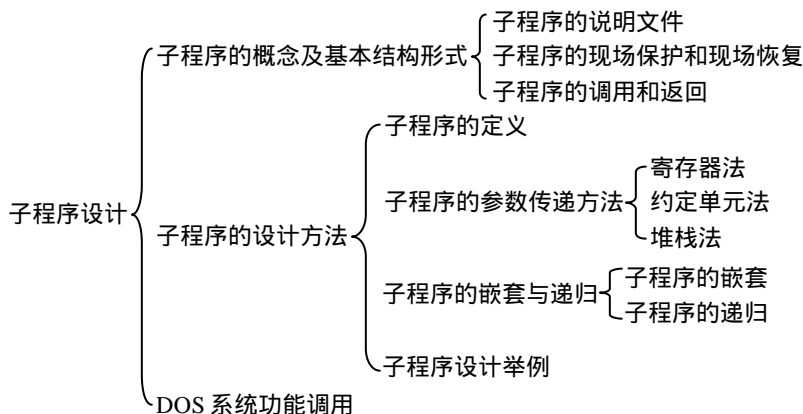 子程序的说明文件
子程序的概念及基本结构形式
子程序的现场保护和现场恢复
子程序的调用和返回
子程序的定义
寄存器法
子程序的参数传递方法
约定单元法
子程序设计
堆栈法
子程序的设计方法
子程序的嵌套
子程序的嵌套与递归
子程序的递归
子程序设计举例
DOS 系统功能调用